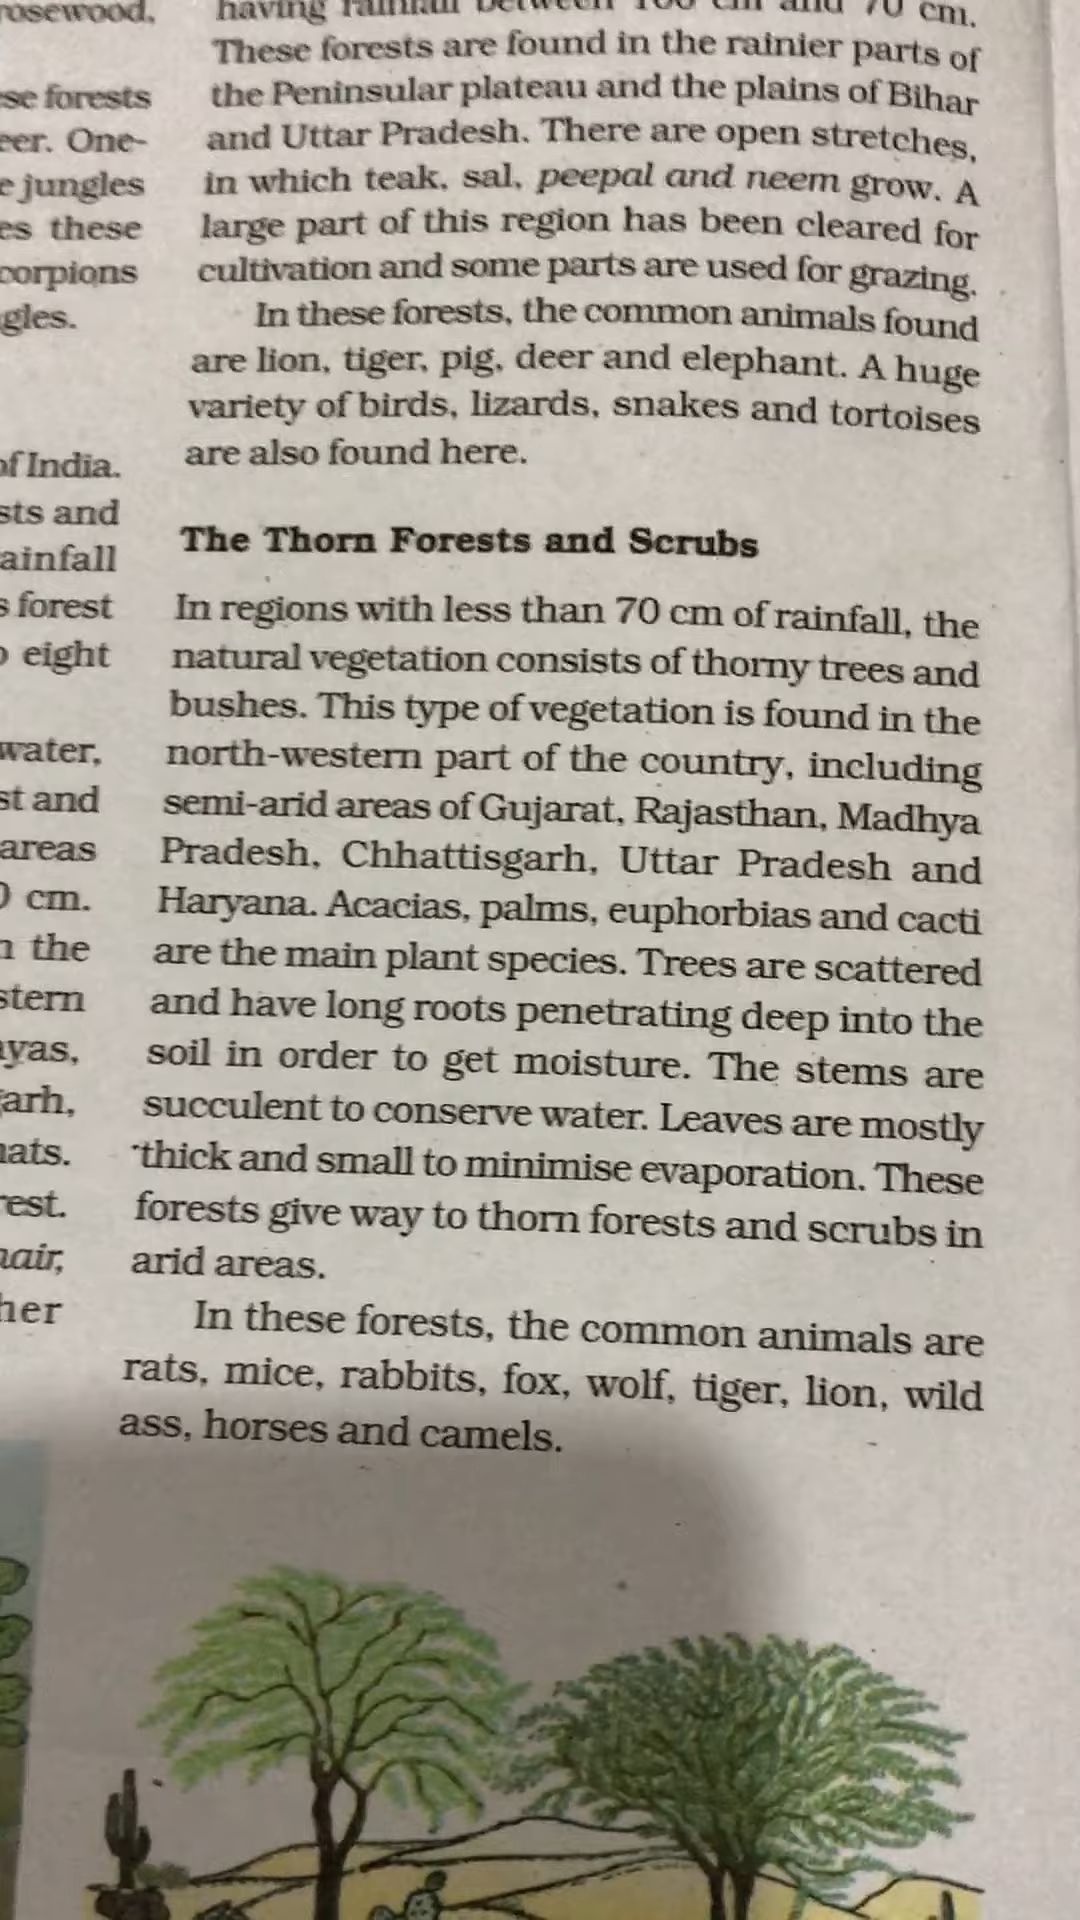 rosewood,
se forests
eer. One-
e jungles
es these
corpions
gles.
of India.
sts and
ainfall
s forest
o eight
water,
st and
areas
0 cm.
n the
stern
ayas,
garh,
hats.
rest.
hair,
her
having rainfall between 100 cm and 70 cm.
These forests are found in the rainier parts of
the Peninsular plateau and the plains of Bihar
and Uttar Pradesh. There are open stretches,
in which teak, sal, peepal and neem grow. A
large part of this region has been cleared for
cultivation and some parts are used for grazing.
In these forests, the common animals found
are lion, tiger, pig, deer and elephant. A huge
variety of birds, lizards, snakes and tortoises
are also found here.
The Thorn Forests and Scrubs
In regions with less than 70 cm of rainfall, the
natural vegetation consists of thorny trees and
bushes. This type of vegetation is found in the
north-western part of the country, including
semi-arid areas of Gujarat, Rajasthan, Madhya
Pradesh, Chhattisgarh, Uttar Pradesh and
Haryana. Acacias, palms, euphorbias and cacti
are the main plant species. Trees are scattered
and have long roots penetrating deep into the
soil in order to get moisture. The stems are
succulent to conserve water. Leaves are mostly
thick and small to minimise evaporation. These
forests give way to thorn forests and scrubs in
arid areas.
In these forests, the common animals are
rats, mice, rabbits, fox, wolf, tiger, lion, wild
ass, horses and camels.